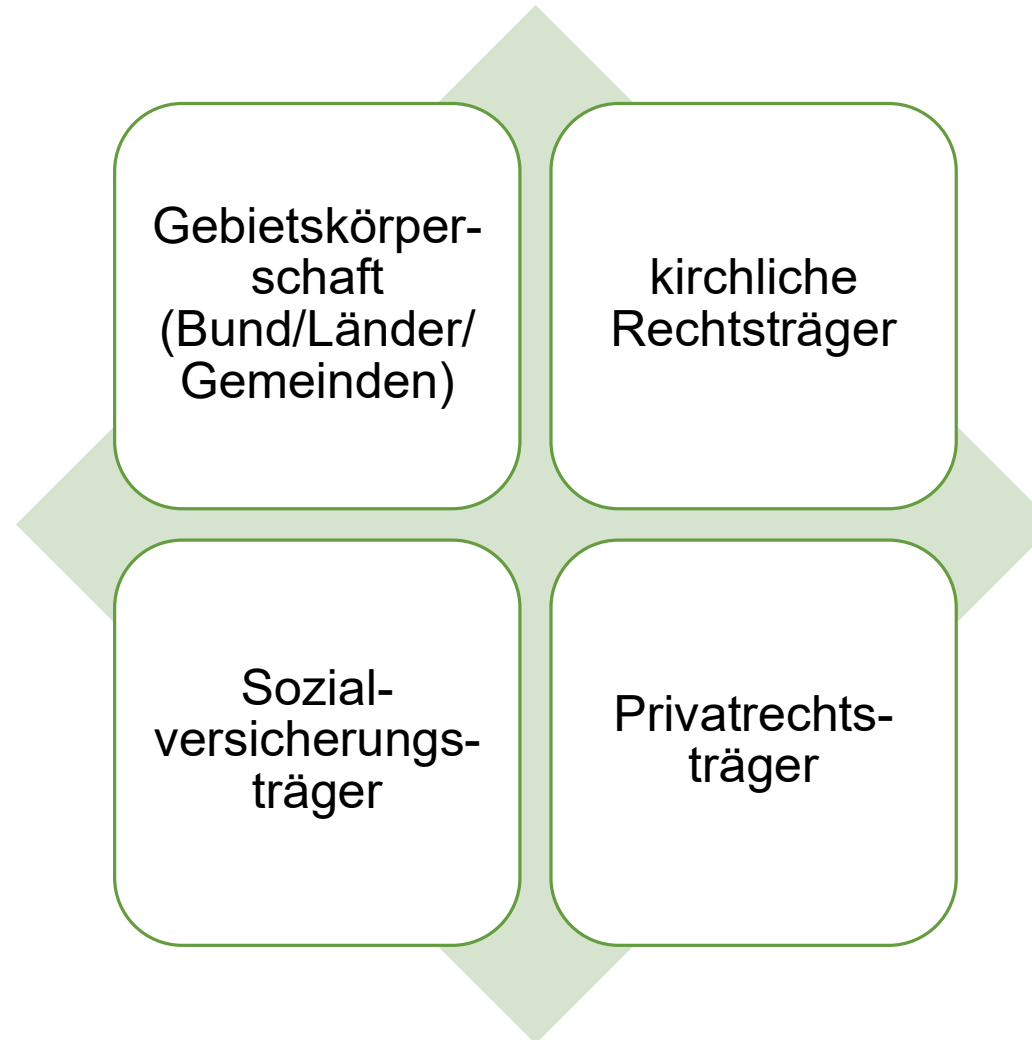 Gebietskörper-
schaft
(Bund/Länder/
Gemeinden)
kirchliche
Rechtsträger
Sozial-
versicherungs-
träger
Privatrechts-
träger